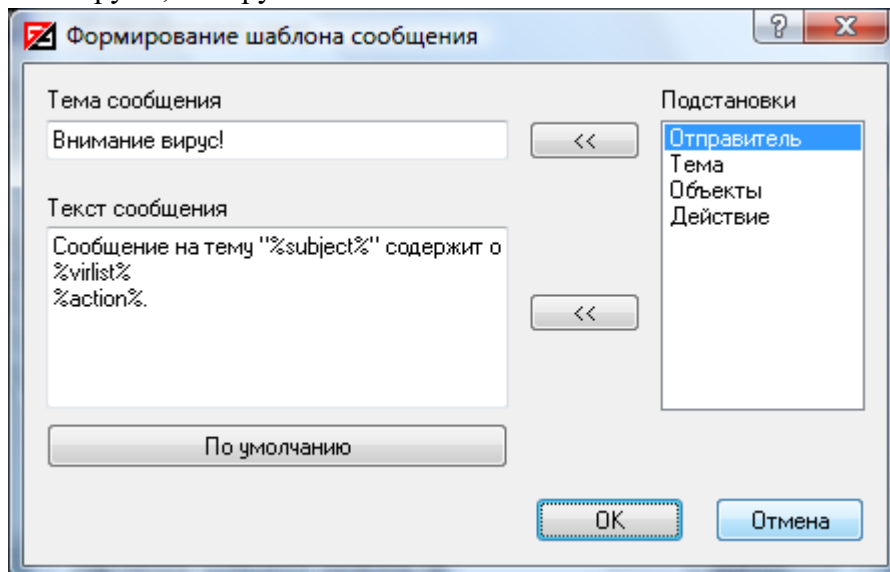 Формирование шаблона сообщения
Тема сообщения
Подстановки
Внимание вирус!
<<
Отправитель
Тема
Объекты
Действие
Текст сообщения
Сообщение на тему "%subject%" содержит о
%virlist%
%action%.
<<
По умолчанию
OK
Отмена